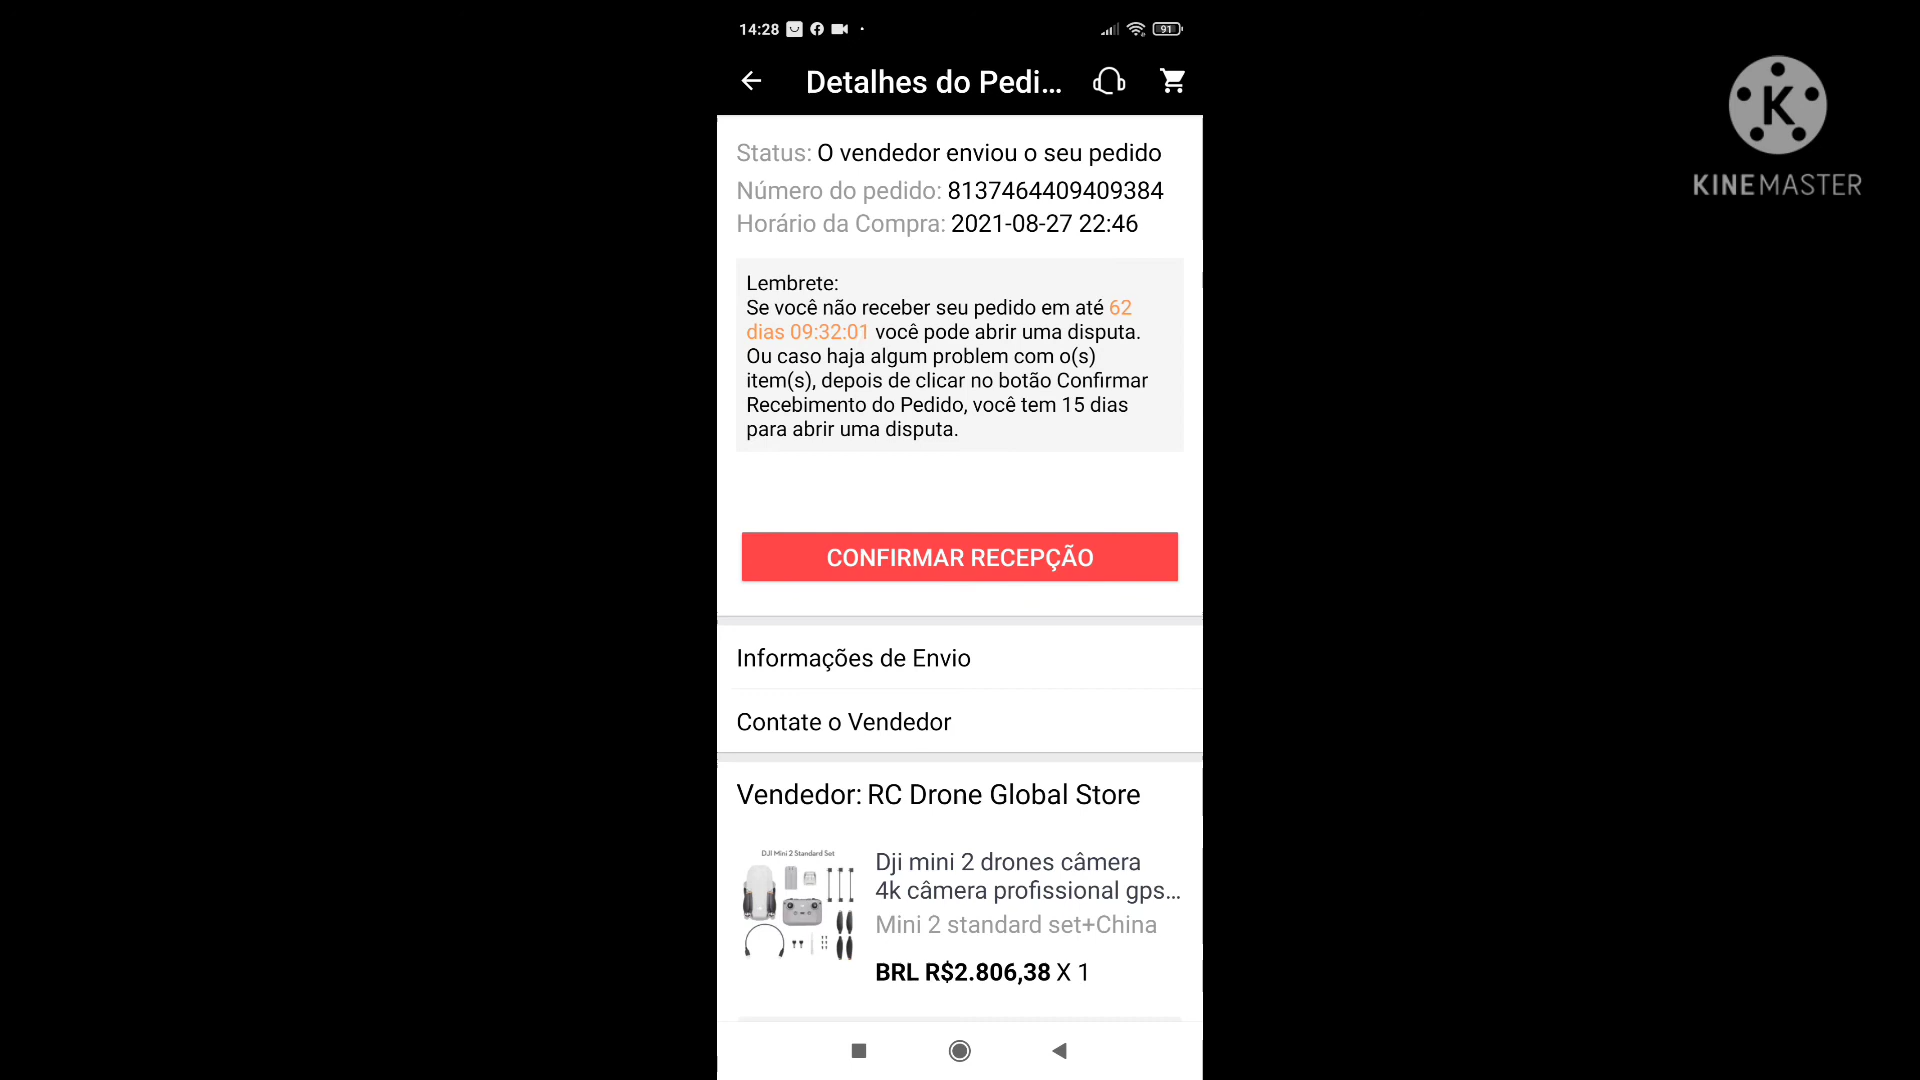 14:28
91
Detalhes do Pedi...
K
KINEMASTER
Status: O vendedor enviou o seu pedido
Número do pedido: 8137464409409384
Horário da Compra: 2021-08-27 22:46
Lembrete:
Se você não receber seu pedido em até 62
dias 09:32:01 você pode abrir uma disputa.
Ou caso haja algum problem com o(s)
item(s), depois de clicar no botão Confirmar
Recebimento do Pedido, você tem 15 dias
para abrir uma disputa.
CONFIRMAR RECEPÇÃO
Informações de Envio
Contate o Vendedor
Vendedor: RC Drone Global Store
DJI Mini 2 Standard Set
Dji mini 2 drones câmera
4k câmera profissional gps...
Mini 2 standard set+China
BRL R$2.806,38 X 1